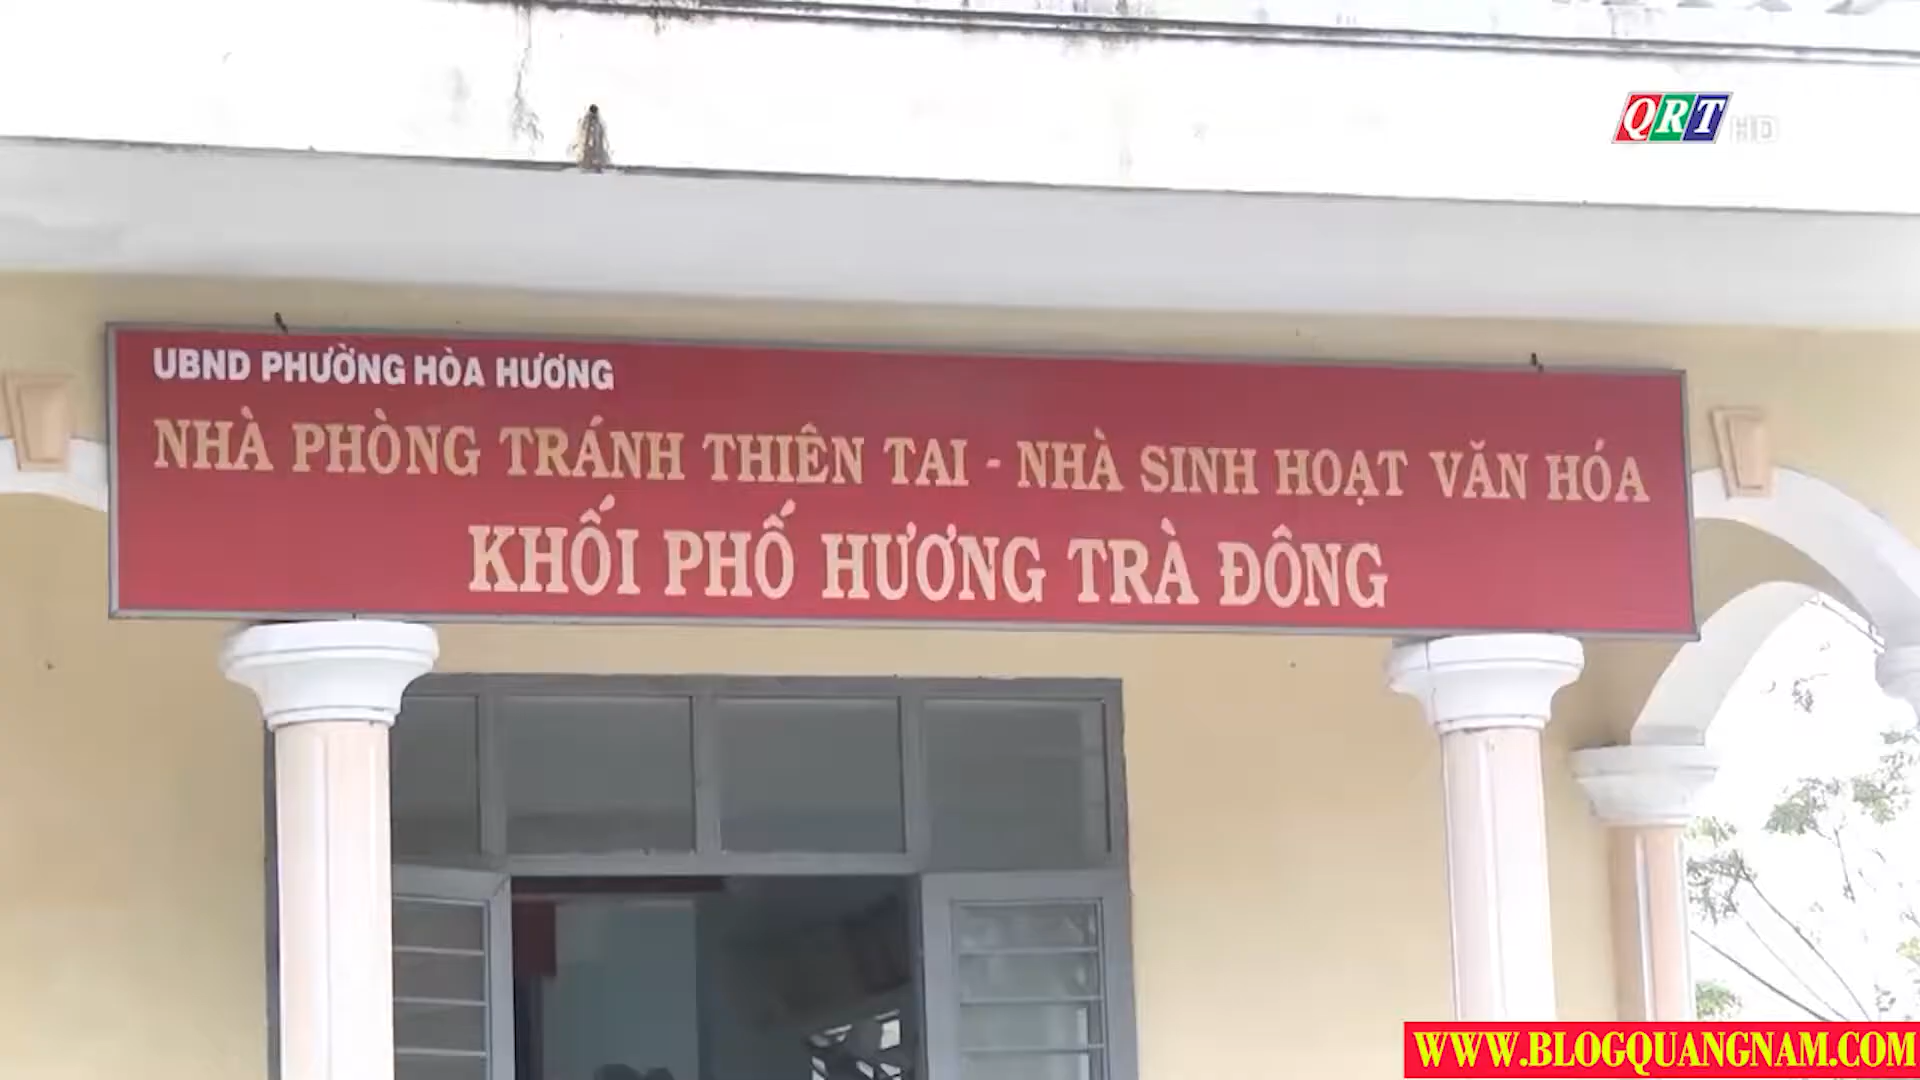 QRT HD
UBND PHƯỜNG HÒA HƯƠNG
NHÀ PHÒNG TRÁNH THIÊN TAI - NHÀ SINH HOẠT VĂN HÓA
KHỐI PHỐ HƯƠNG TRÀ ĐÔNG
WWW.BLOGQUANGNAM.COM